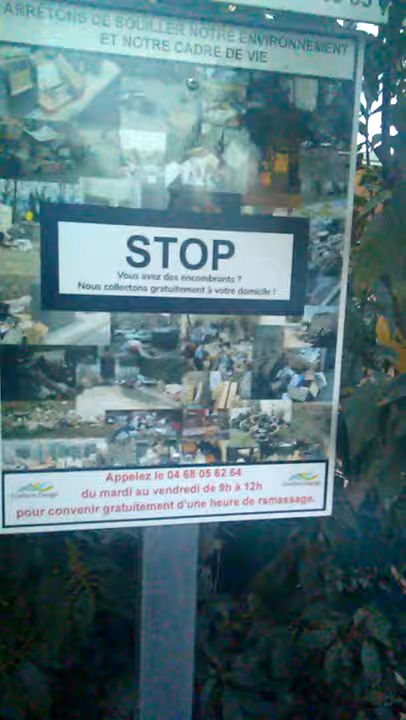 ARRÊTONS DE SOUILLER NOTRE ENVIRONNEMENT
ET NOTRE CADRE DE VIE
STOP
Vous avez des encombrants ?
Nous collectons gratuitement à votre domicile !
Appelez le 04 68 05 62 64
du mardi au vendredi de 9h à 12h
pour convenir gratuitement d'une heure de ramassage.